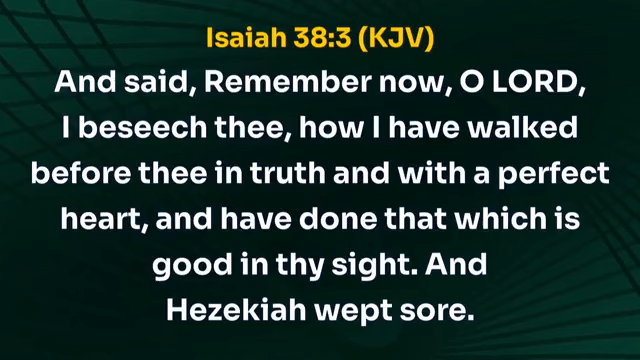 Isaiah 38:3 (KJV)
And said, Remember now, O LORD,
I beseech thee, how I have walked
before thee in truth and with a perfect
heart, and have done that which is
good in thy sight. And
Hezekiah wept sore.